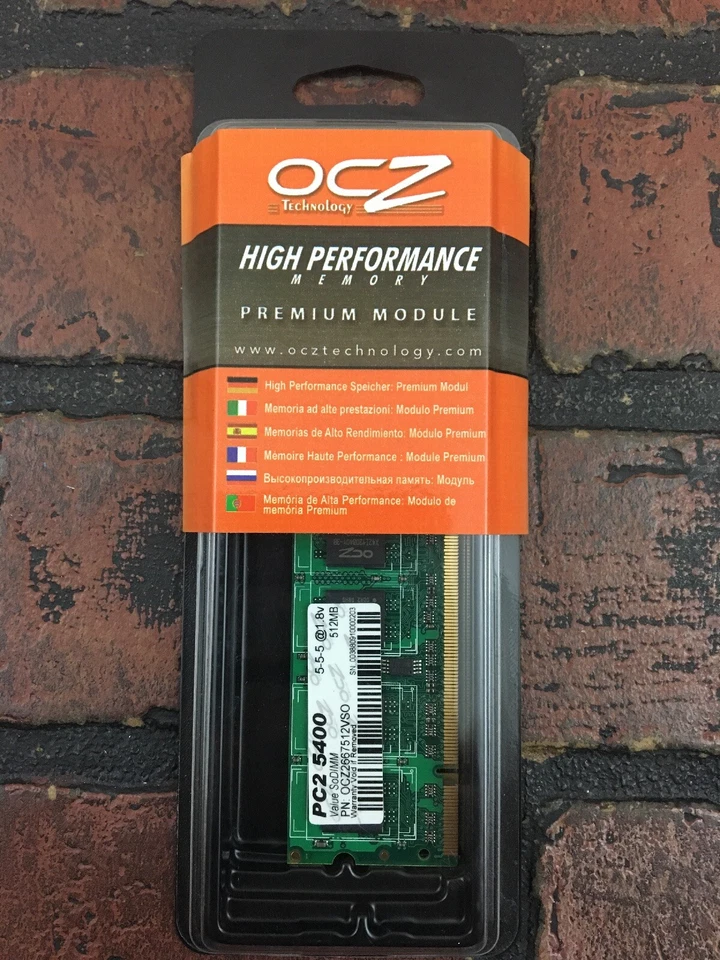 OCZ
Technology
HIGH PERFORMANCE
MEMORY
PREMIUM MODULE
www.ocztechnology.com
High Performance Speicher: Premium Modul
Memoria ad alte prestazioni: Modulo Premium
Memorias de Alto Rendimiento: Módulo Premium
Mémoire Haute Performance : Module Premium
Высокопроизводительная память: Модуль
Memória de Alta Performance: Modulo de
memória Premium
OCZ
PC2 5400
5-5-5 @1.8v
Value SoDIMM
512MB
PN: OCZ2667512VSO
Warranty Void if Removed